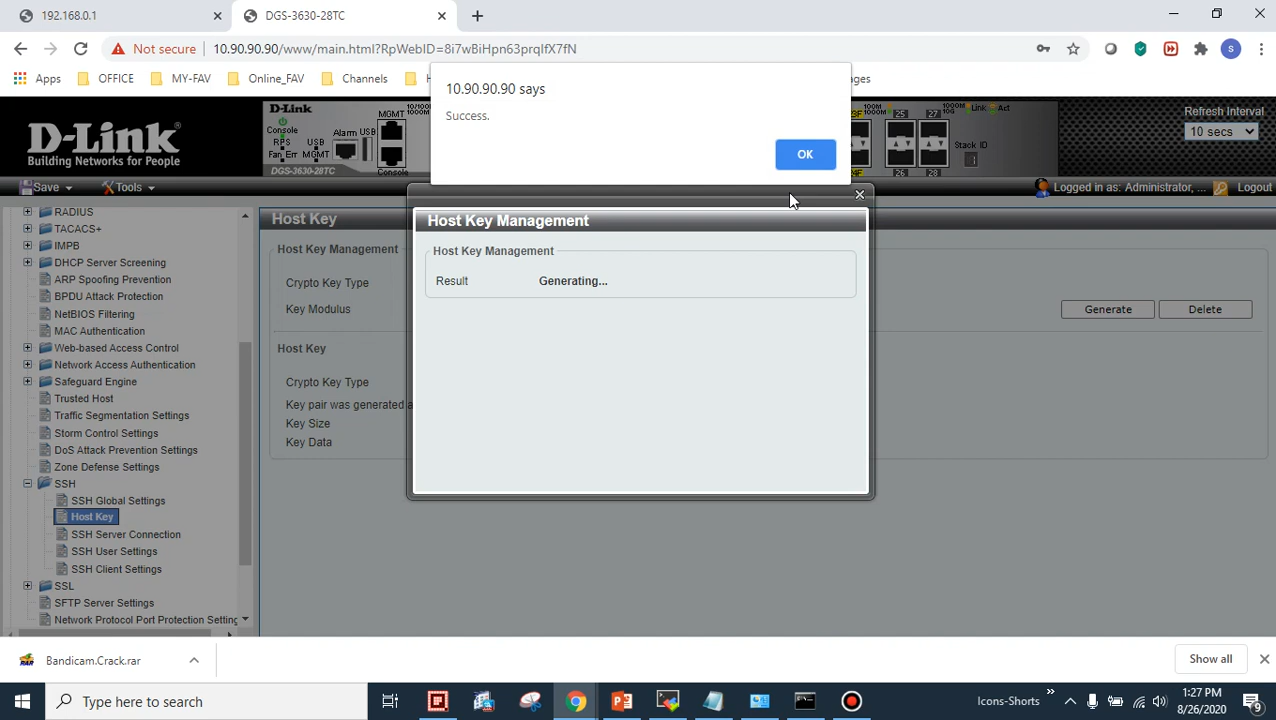 192.168.0.1
DGS-3630-28TC
Not secure
10.90.90.90/www/main.html?RpWebID=8i7wBiHpn63prqIfX7fN
Apps
OFFICE
MY-FAV
Online_FAV
Channels
10.90.90.90 says
Success.
OK
D-Link
Building Networks for People
D-Link
Console
RPS USB
Fan Err MGMT
DGS-3630-28TC
Alarm USB
MGMT
Console
25 27
26 28
Link Act
Stack ID
Refresh Interval
10 secs
Save
Tools
Logged in as: Administrator, ...
Logout
RADIUS
TACACS+
IMPB
DHCP Server Screening
ARP Spoofing Prevention
BPDU Attack Protection
NetBIOS Filtering
MAC Authentication
Web-based Access Control
Network Access Authentication
Safeguard Engine
Trusted Host
Traffic Segmentation Settings
Storm Control Settings
DoS Attack Prevention Settings
Zone Defense Settings
SSH
SSH Global Settings
Host Key
SSH Server Connection
SSH User Settings
SSH Client Settings
SSL
SFTP Server Settings
Network Protocol Port Protection Setting
Host Key
Host Key Management
Crypto Key Type
Key Modulus
Generate
Delete
Host Key
Crypto Key Type
Key pair was generated a
Key Size
Key Data
Host Key Management
Host Key Management
Result Generating...
Bandicam.Crack.rar
Show all
Type here to search
Icons-Shorts
1:27 PM
8/26/2020
9